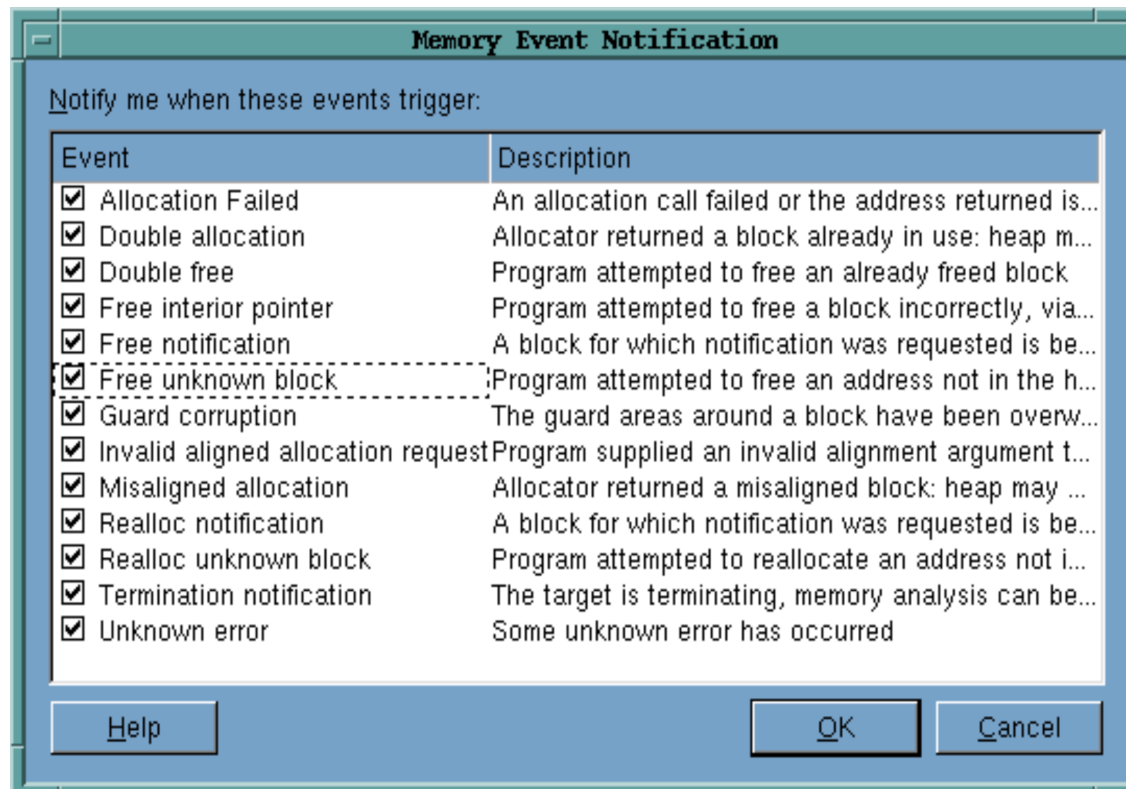 Memory Event Notification
Notify me when these events trigger:
Event Description
Allocation Failed An allocation call failed or the address returned is...
Double allocation Allocator returned a block already in use: heap m...
Double free Program attempted to free an already freed block
Free interior pointer Program attempted to free a block incorrectly, via...
Free notification A block for which notification was requested is be...
Free unknown block Program attempted to free an address not in the h...
Guard corruption The guard areas around a block have been overw...
Invalid aligned allocation request Program supplied an invalid alignment argument t...
Misaligned allocation Allocator returned a misaligned block: heap may ...
Realloc notification A block for which notification was requested is be...
Realloc unknown block Program attempted to reallocate an address not i...
Termination notification The target is terminating, memory analysis can be...
Unknown error Some unknown error has occurred
Help OK Cancel